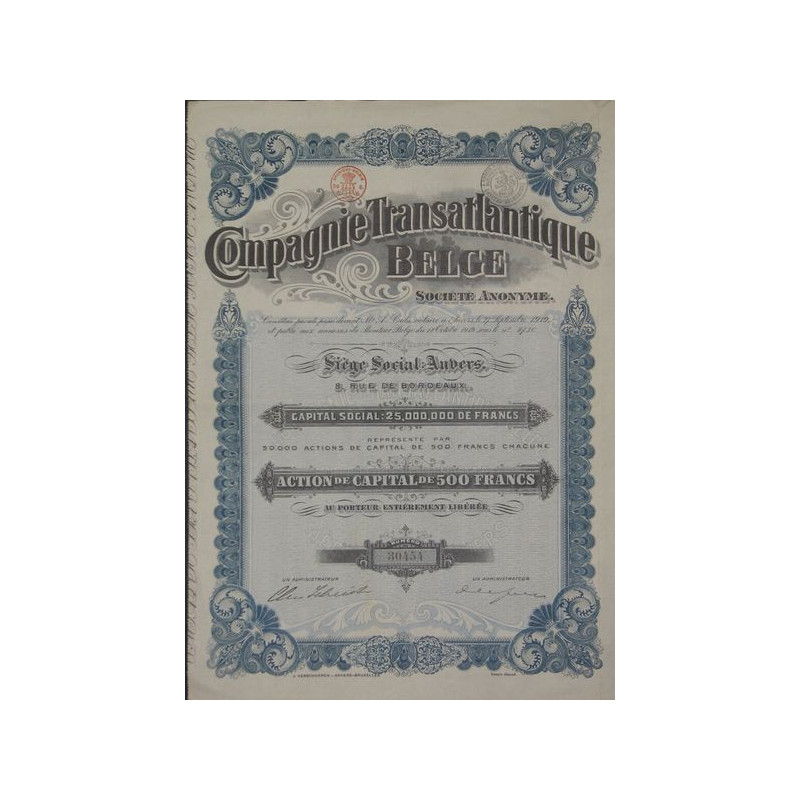 Compagnie Transatlantique
BELGE
SOCIÉTÉ ANONYME.
Siège Social: Anvers.
8, RUE DE BORDEAUX
CAPITAL SOCIAL: 25,000,000 DE FRANCS
REPRÉSENTÉ PAR
50.000 ACTIONS DE CAPITAL DE 500 FRANCS CHACUNE
ACTION DE CAPITAL DE 500 FRANCS
AU PORTEUR ENTIÈREMENT LIBÉRÉE
NUMÉRO
30454
UN ADMINISTRATEUR
UN ADMINISTRATEUR